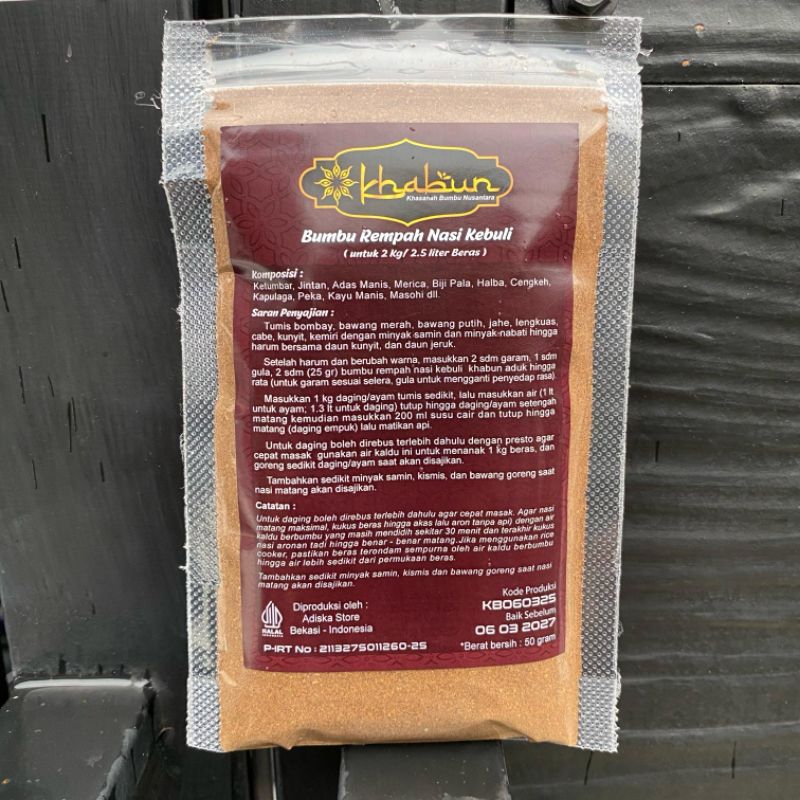 khabun
Khasanah Bumbu Nusantara
Bumbu Rempah Nasi Kebuli
( untuk 2 Kg/ 2.5 liter Beras )
Komposisi :
Ketumbar, Jintan, Adas Manis, Merica, Biji Pala, Halba, Cengkeh,
Kapulaga, Peka, Kayu Manis, Masohi dll.
Saran Penyajian :
Tumis bombay, bawang merah, bawang putih, jahe, lengkuas,
cabe, kunyit, kemiri dengan minyak samin dan minyak nabati hingga
harum bersama daun kunyit, dan daun jeruk.
Setelah harum dan berubah warna, masukkan 2 sdm garam, 1 sdm
gula, 2 sdm (25 gr) bumbu rempah nasi kebuli khabun aduk hingga
rata (untuk garam sesuai selera, gula untuk mengganti penyedap rasa).
Masukkan 1 kg daging/ayam tumis sedikit, lalu masukkan air (1 lt
untuk ayam; 1.3 lt untuk daging) tutup hingga daging/ayam setengah
matang kemudian masukkan 200 ml susu cair dan tutup hingga
matang (daging empuk) lalu matikan api.
Untuk daging boleh direbus terlebih dahulu dengan presto agar
cepat masak gunakan air kaldu ini untuk menanak 1 kg beras, dan
goreng sedikit daging/ayam saat akan disajikan.
Tambahkan sedikit minyak samin, kismis, dan bawang goreng saat
nasi matang akan disajikan.
Catatan :
Untuk daging boleh direbus terlebih dahulu agar cepat masak. Agar nasi
matang maksimal, kukus beras hingga akas lalu aron tanpa api) dengan air
kaldu berbumbu yang masih mendidih sekitar 30 menit dan terakhir kukus
nasi aronan tadi hingga benar - benar matang.Jika menggunakan rice
cooker, pastikan beras terendam sempurna oleh air kaldu berbumbu
hingga air lebih sedikit dari permukaan beras.
Tambahkan sedikit minyak samin, kismis dan bawang goreng saat nasi
matang akan disajikan.
HALAL
INDONESIA
Diproduksi oleh :
Adiska Store
Bekasi - Indonesia
P-IRT No : 2113275011260-25
Kode Produksi
KB060325
Baik Sebelum
06 03 2027
*Berat bersih : 50 gram